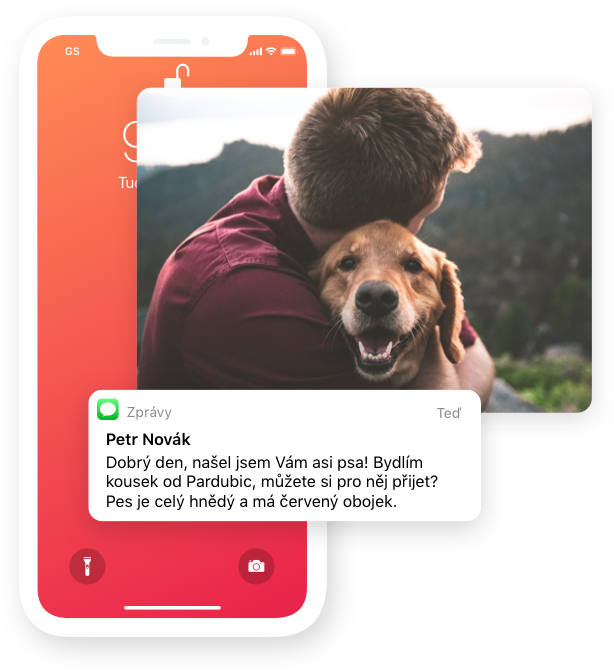 GS
Zprávy
Teď
Petr Novák
Dobrý den, našel jsem Vám asi psa! Bydlím
kousek od Pardubic, můžete si pro něj přijet?
Pes je celý hnědý a má červený obojek.